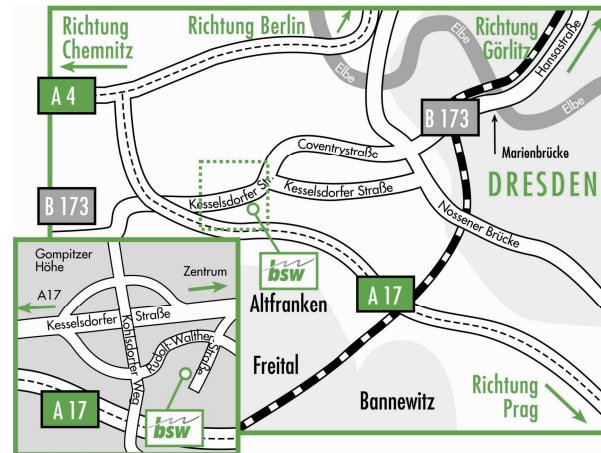 Richtung
Chemnitz
Richtung Berlin
Richtung
Görlitz
Elbe
Elbe
Elbe
Hansastraße
A 4
B 173
Marienbrücke
Coventrystraße
DRESDEN
Kesselsdorfer Str.
Kesselsdorfer Straße
B 173
Nossener Brücke
bsw
Altfranken
A 17
Freital
Bannewitz
Richtung
Prag
Gompitzer
Höhe
Zentrum
A17
Kesselsdorfer Straße
Kohlsdorfer Weg
Rudolf-Walther-
Straße
A 17
bsw